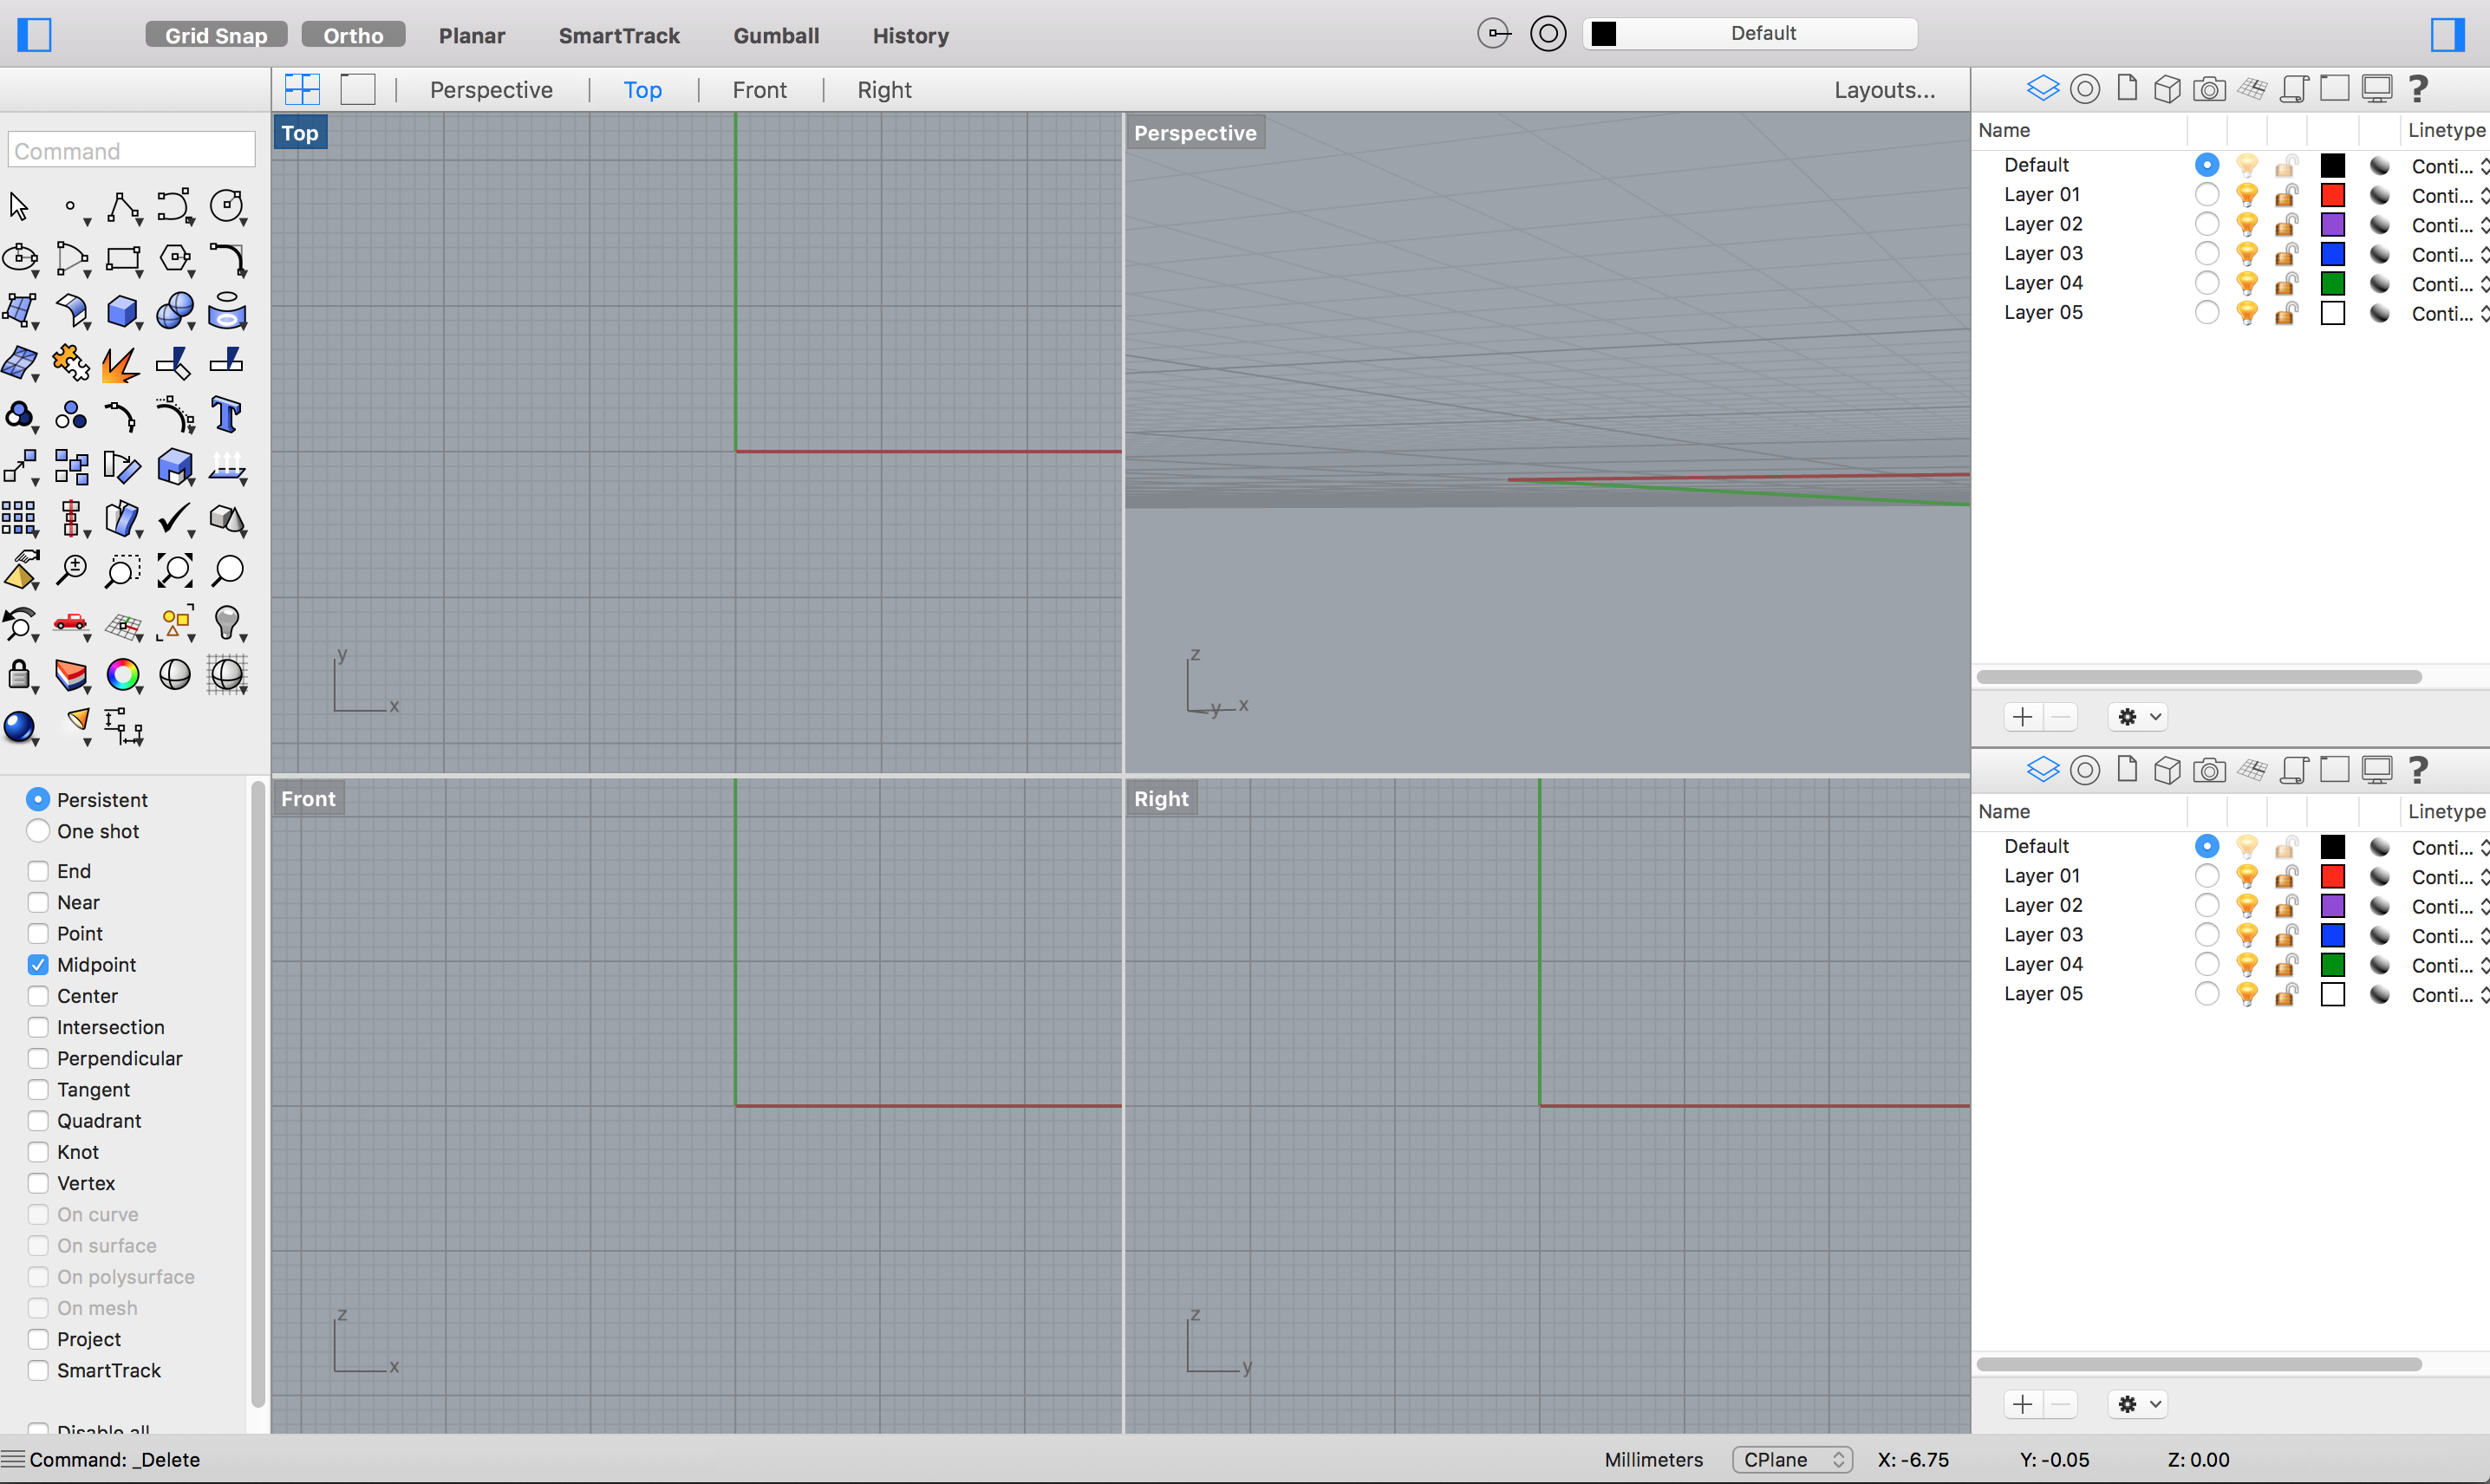 Grid Snap Ortho Planar SmartTrack Gumball History Default
Perspective Top Front Right Layouts...
Command
Top
y
x
Perspective
z
y x
Front
z
x
Right
z
y
Name Linetype
Default Conti...
Layer 01 Conti...
Layer 02 Conti...
Layer 03 Conti...
Layer 04 Conti...
Layer 05 Conti...
Name Linetype
Default Conti...
Layer 01 Conti...
Layer 02 Conti...
Layer 03 Conti...
Layer 04 Conti...
Layer 05 Conti...
Persistent
One shot
End
Near
Point
Midpoint
Center
Intersection
Perpendicular
Tangent
Quadrant
Knot
Vertex
On curve
On surface
On polysurface
On mesh
Project
SmartTrack
Disable all
Command: _Delete Millimeters CPlane X: -6.75 Y: -0.05 Z: 0.00